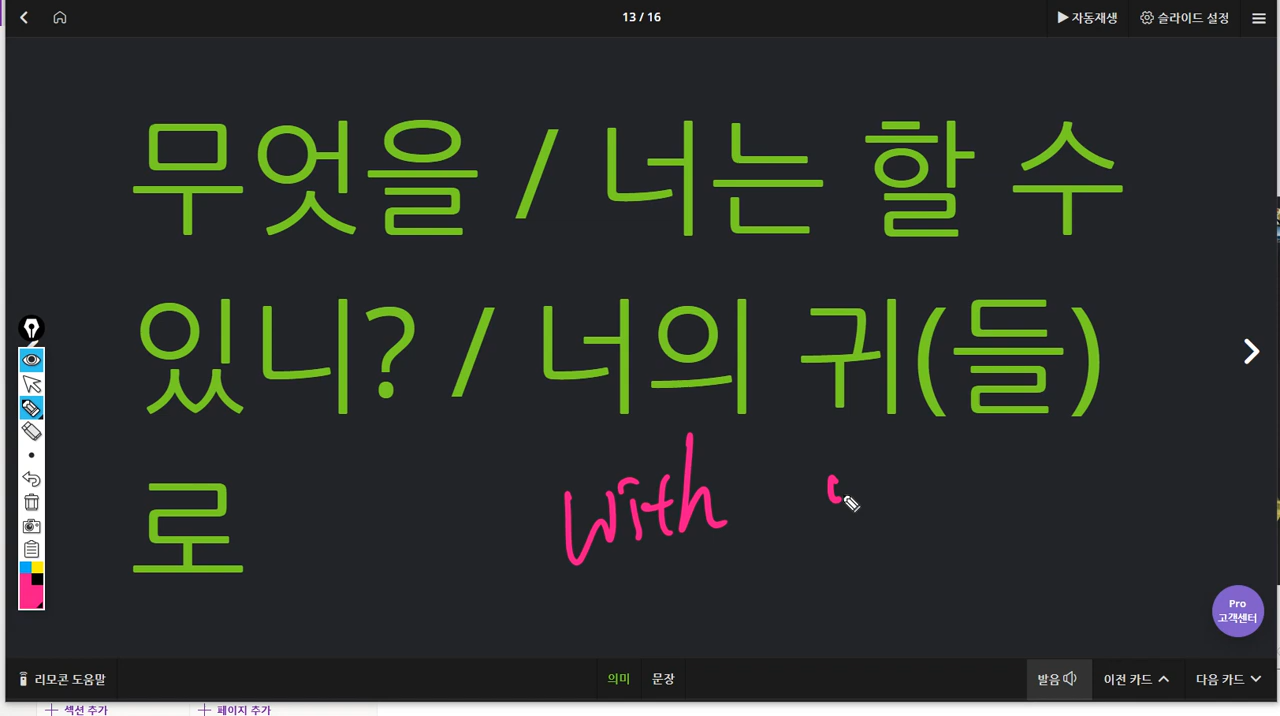 13 / 16
자동재생
슬라이드 설정
무엇을 / 너는 할 수
있니? / 너의 귀(들)
로
with
Pro
고객센터
리모콘 도움말
의미
문장
발음
이전 카드
다음 카드
섹션 추가
페이지 추가